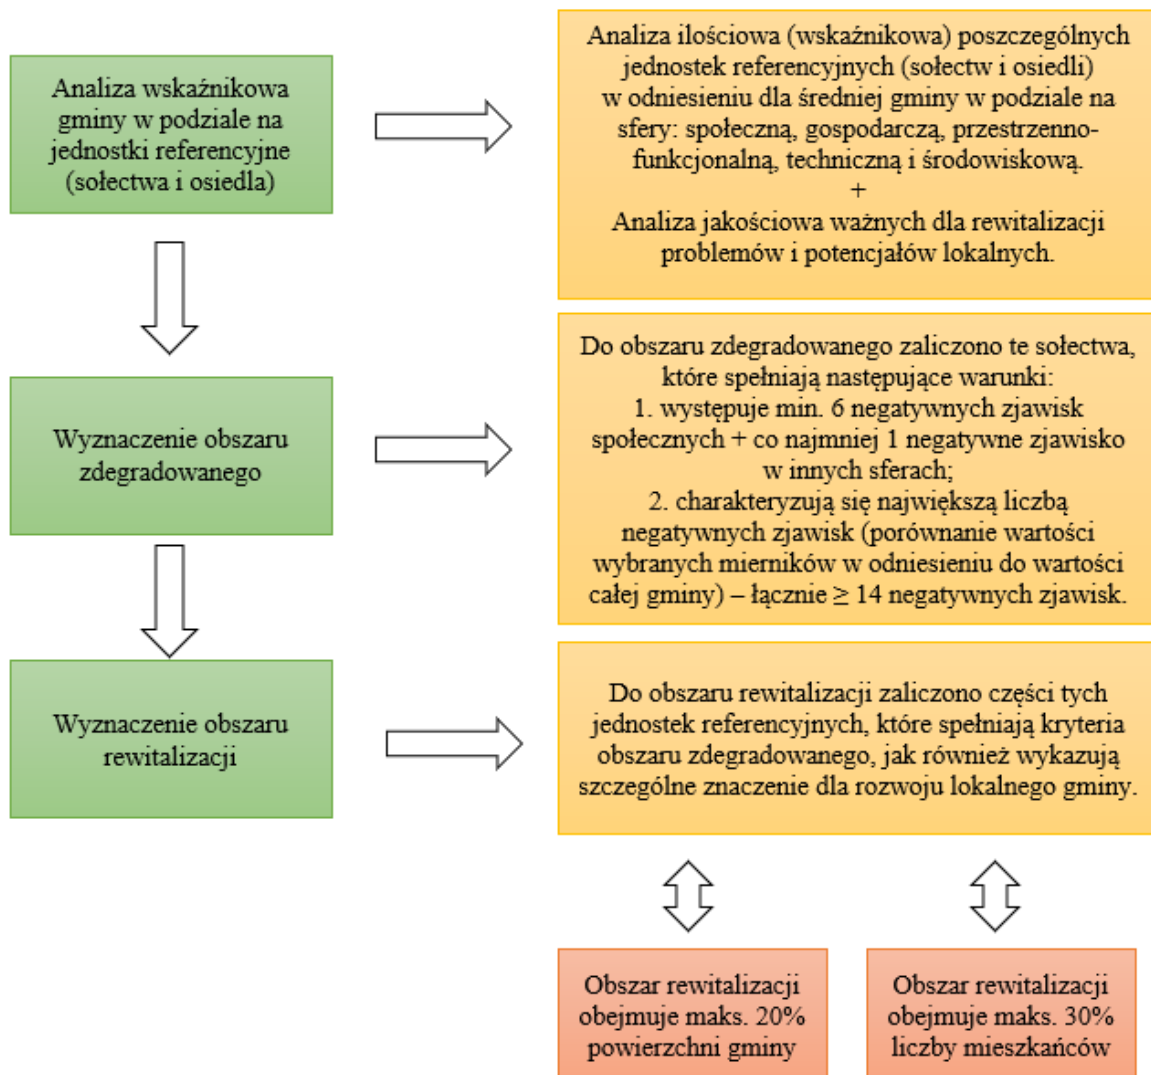 Analiza wskaźnikowa
gminy w podziale na
jednostki referencyjne
(sołectwa i osiedla)
Analiza ilościowa (wskaźnikowa) poszczególnych
jednostek referencyjnych (sołectw i osiedli)
w odniesieniu dla średniej gminy w podziale na
sfery: społeczną, gospodarczą, przestrzenno-
funkcjonalną, techniczną i środowiskową.
+
Analiza jakościowa ważnych dla rewitalizacji
problemów i potencjałów lokalnych.
Wyznaczenie obszaru
zdegradowanego
Do obszaru zdegradowanego zaliczono te sołectwa,
które spełniają następujące warunki:
1. występuje min. 6 negatywnych zjawisk
społecznych + co najmniej 1 negatywne zjawisko
w innych sferach;
2. charakteryzują się największą liczbą
negatywnych zjawisk (porównanie wartości
wybranych mierników w odniesieniu do wartości
całej gminy) – łącznie ≥ 14 negatywnych zjawisk.
Wyznaczenie obszaru
rewitalizacji
Do obszaru rewitalizacji zaliczono części tych
jednostek referencyjnych, które spełniają kryteria
obszaru zdegradowanego, jak również wykazują
szczególne znaczenie dla rozwoju lokalnego gminy.
Obszar rewitalizacji
obejmuje maks. 20%
powierzchni gminy
Obszar rewitalizacji
obejmuje maks. 30%
liczby mieszkańców